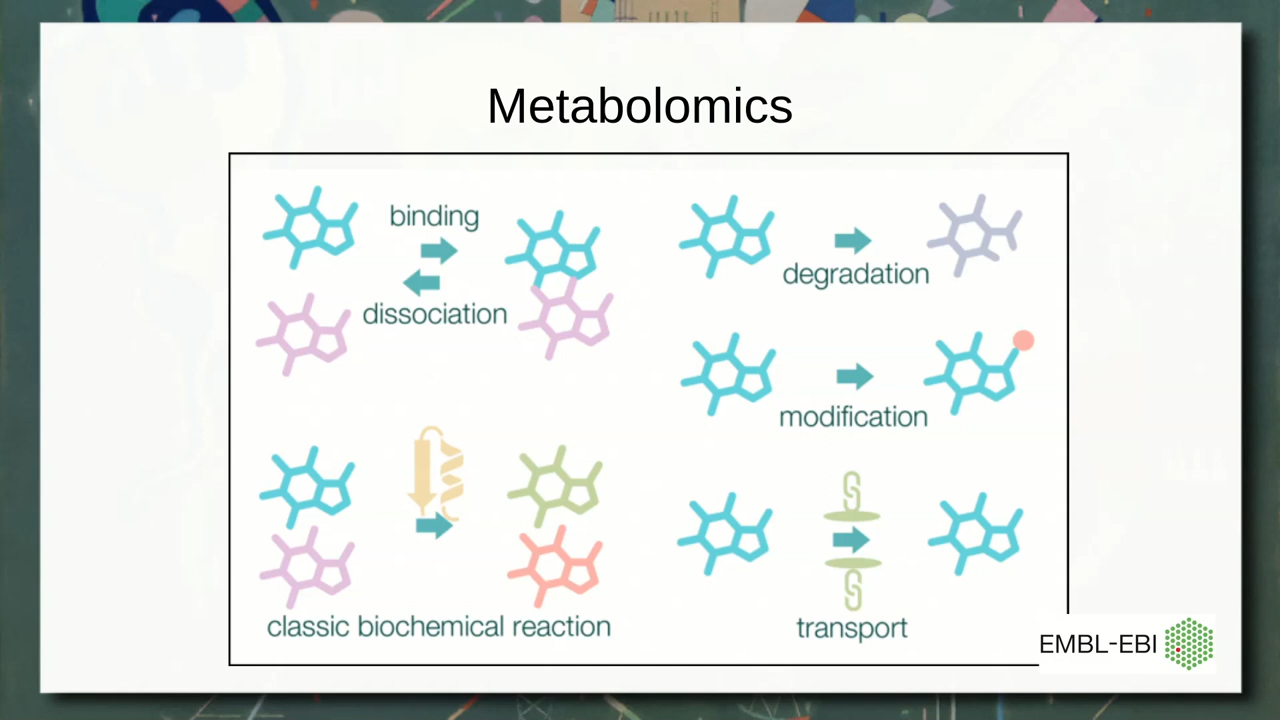 Metabolomics
binding
dissociation
degradation
modification
classic biochemical reaction
transport
EMBL-EBI